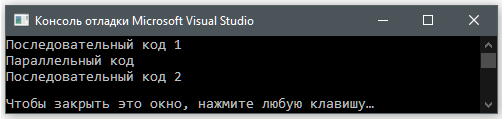 Консоль отладки Microsoft Visual Studio
Последовательный код 1
Параллельный код
Последовательный код 2
Чтобы закрыть это окно, нажмите любую клавишу…